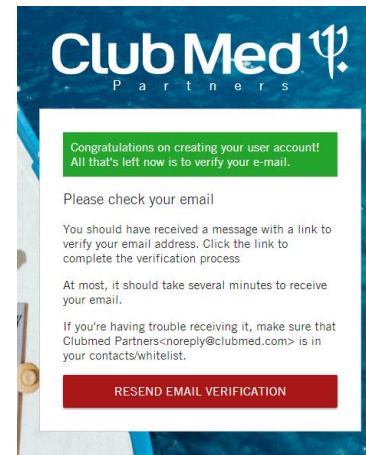 Club Med
Partners
Congratulations on creating your user account!
All that's left now is to verify your e-mail.
Please check your email
You should have received a message with a link to
verify your email address. Click the link to
complete the verification process
At most, it should take several minutes to receive
your email.
If you're having trouble receiving it, make sure that
Clubmed Partners<noreply@clubmed.com> is in
your contacts/whitelist.
RESEND EMAIL VERIFICATION